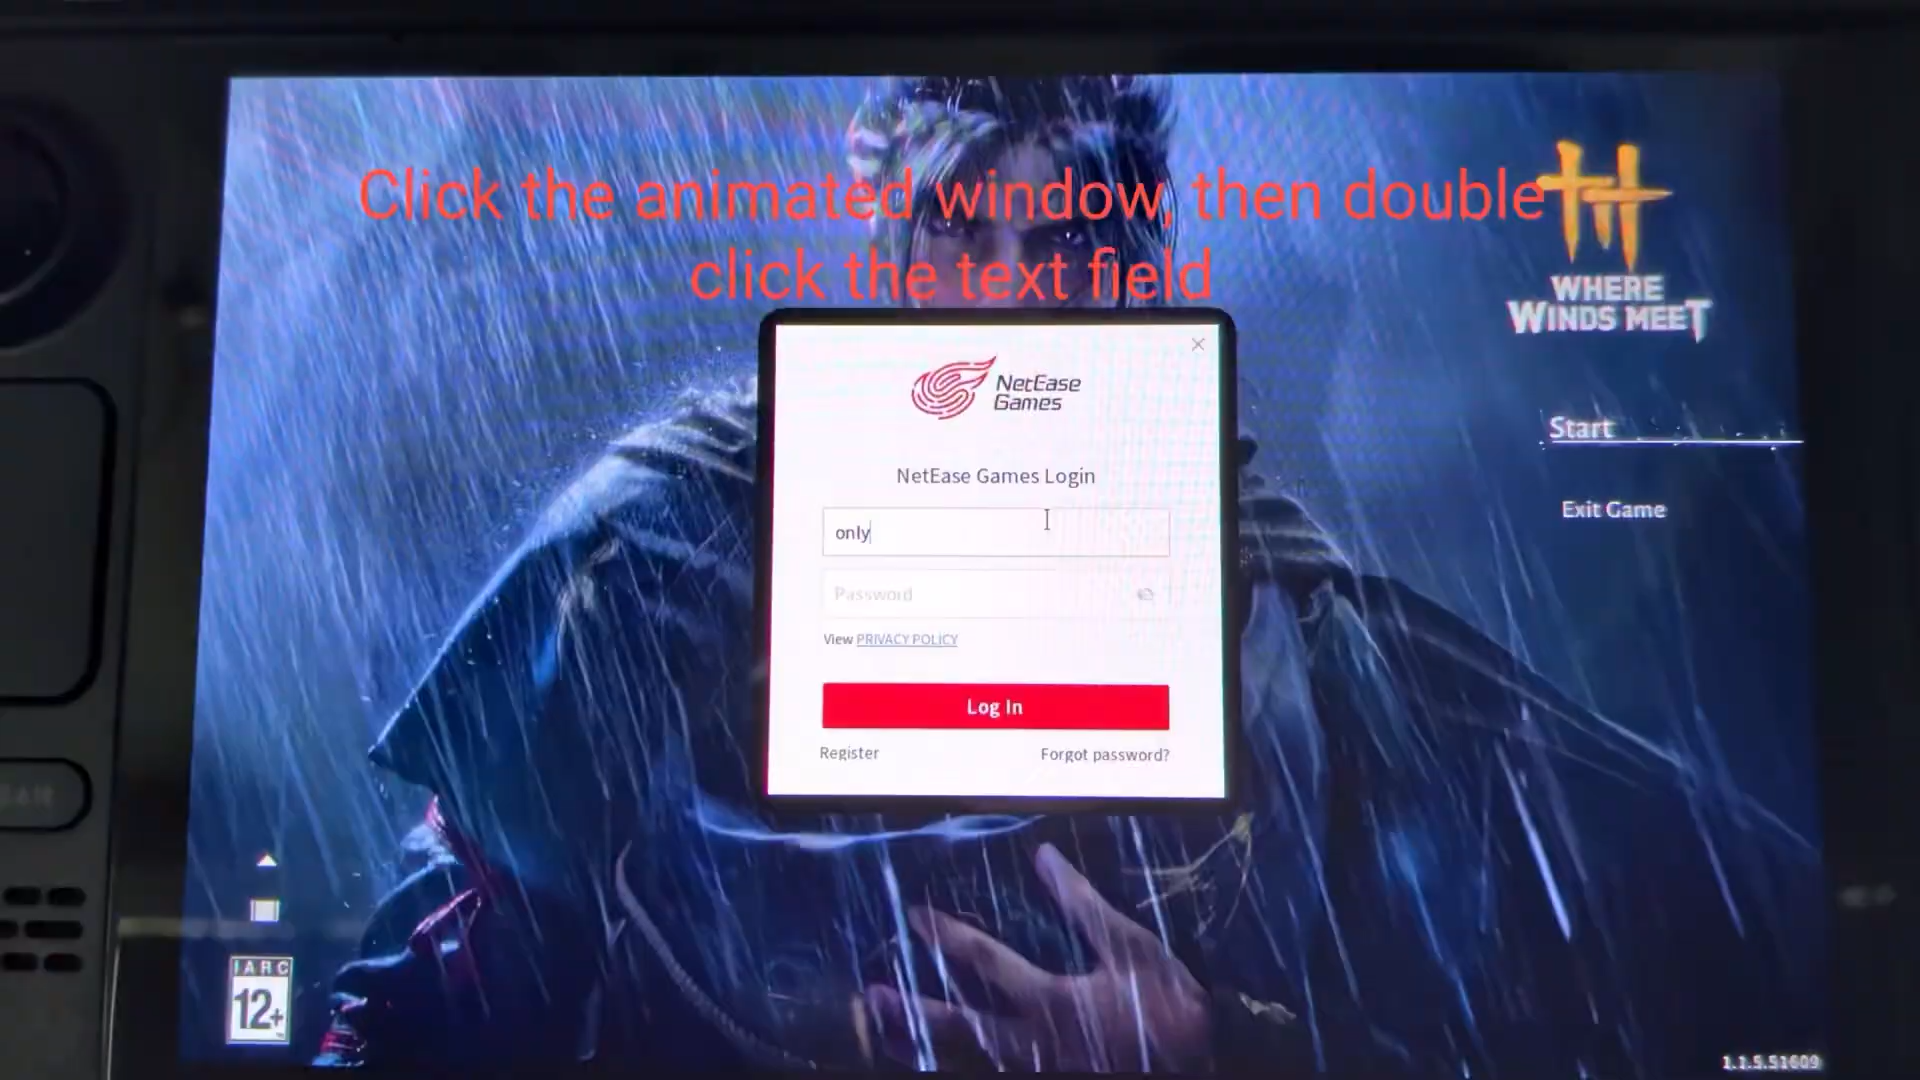 Click the animated window, then double
click the text field
WHERE
WINDS MEET
NetEase
Games
NetEase Games Login
only
Password
View PRIVACY POLICY
Log In
Register
Forgot password?
Start
Exit Game
IARC
12+
1.1.5.51609